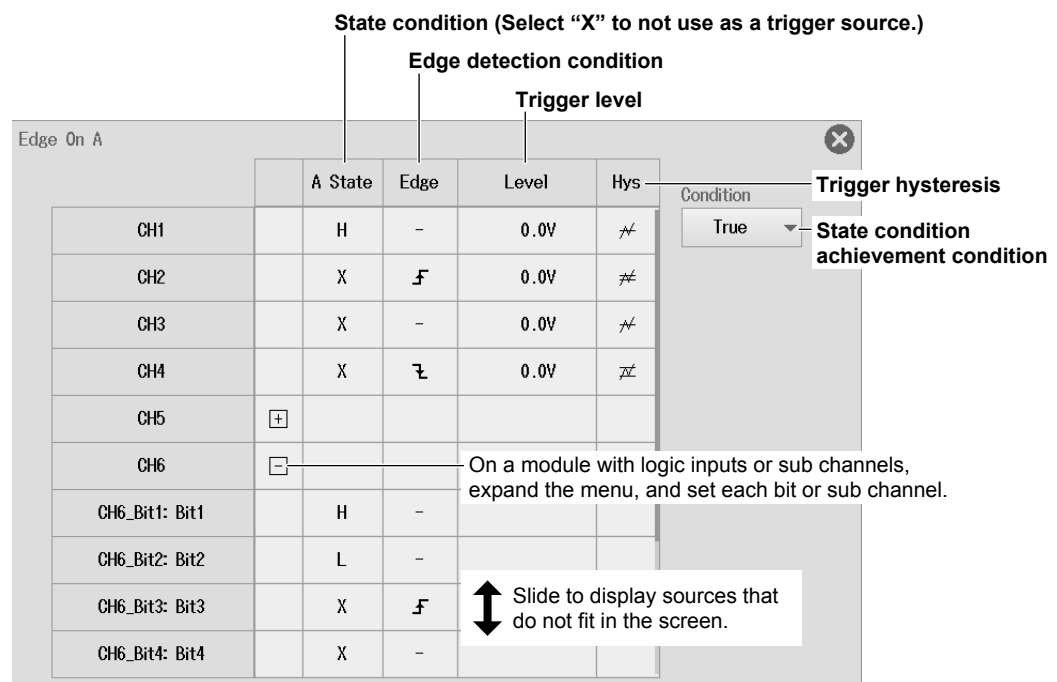 State condition (Select “X” to not use as a trigger source.)
Edge detection condition
Trigger level
Edge On A
A State Edge Level Hys
Trigger hysteresis
Condition
True
State condition
achievement condition
CH1 H - 0.0V
CH2 X 0.0V
CH3 X - 0.0V
CH4 X 0.0V
CH5 +
CH6 -
On a module with logic inputs or sub channels,
expand the menu, and set each bit or sub channel.
CH6_Bit1: Bit1 H -
CH6_Bit2: Bit2 L -
CH6_Bit3: Bit3 X
Slide to display sources that
do not fit in the screen.
CH6_Bit4: Bit4 X -